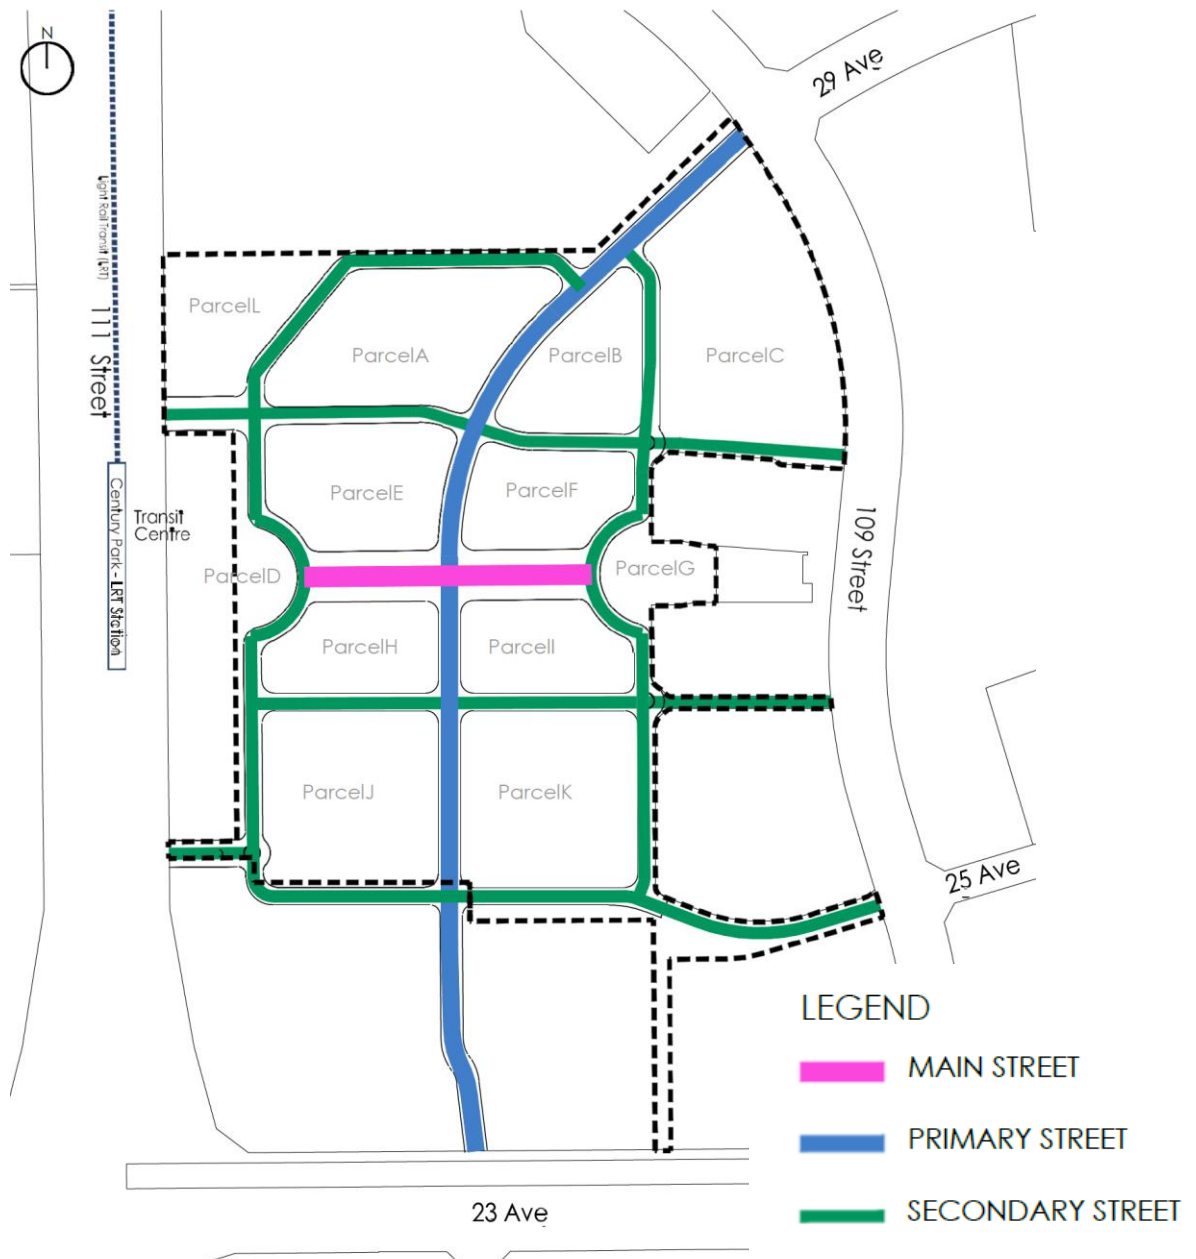 N
29 Ave
Light Rail Transit (LRT)
111 Street
ParcelL
ParcelA
ParcelB
ParcelC
ParcelE
ParcelF
Century Park - LRT Station
Transit
Centre
109 Street
ParcelD
ParcelG
ParcelH
ParcelI
ParcelJ
ParcelK
25 Ave
LEGEND
MAIN STREET
PRIMARY STREET
SECONDARY STREET
23 Ave